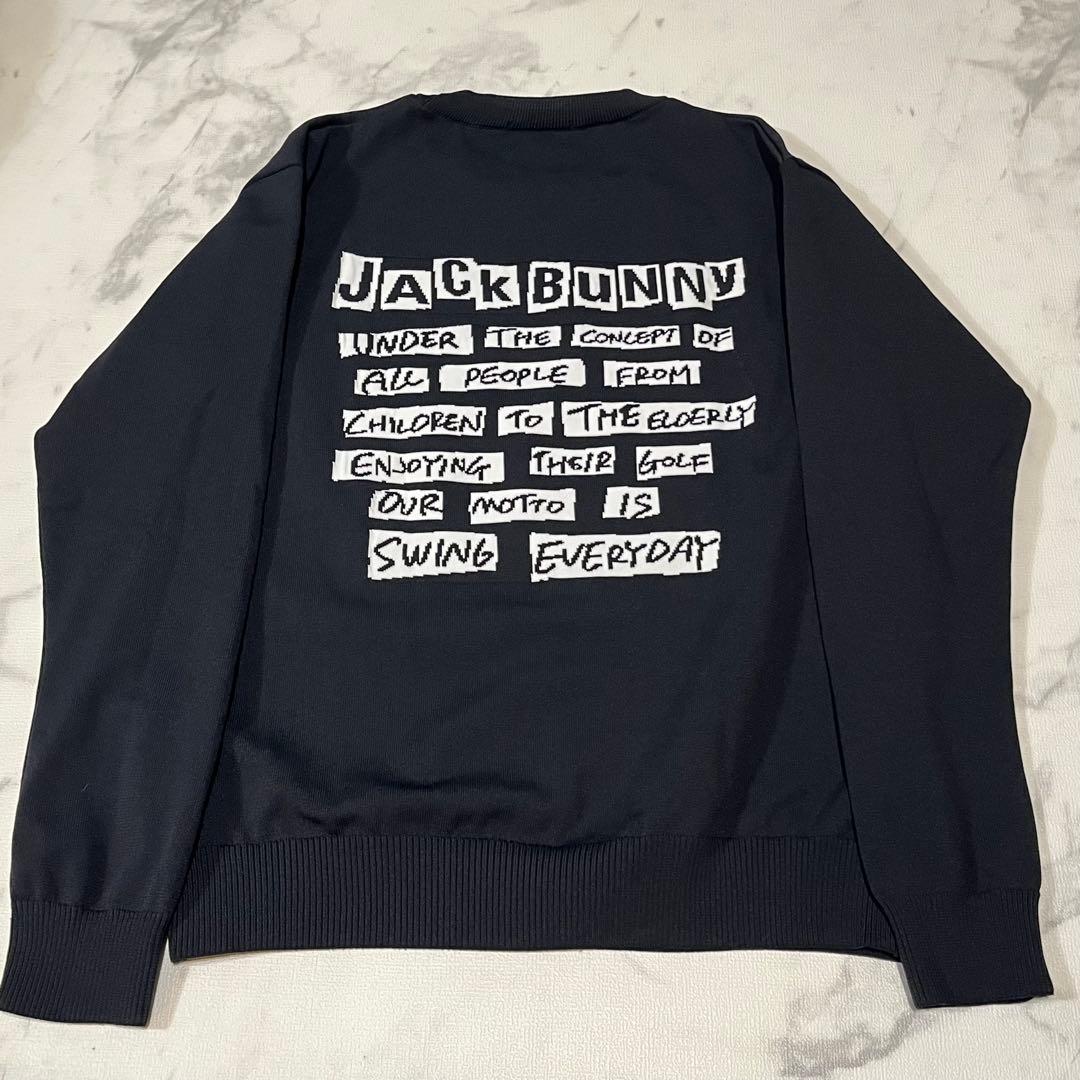 JACK BUNNY
UNDER THE CONCEPT OF
ALL PEOPLE FROM
CHILDREN TO THE ELDERLY
ENJOYING THEIR GOLF
OUR MOTTO IS
SWING EVERYDAY